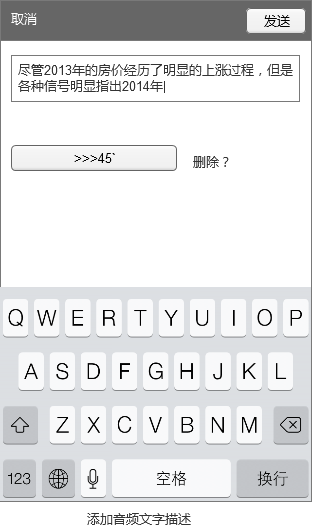 取消 发送
尽管2013年的房价经历了明显的上涨过程，但是
各种信号明显指出2014年
>>>45` 删除？
Q W E R T Y U I O P
A S D F G H J K L
Z X C V B N M
123 空格 换行
添加音频文字描述